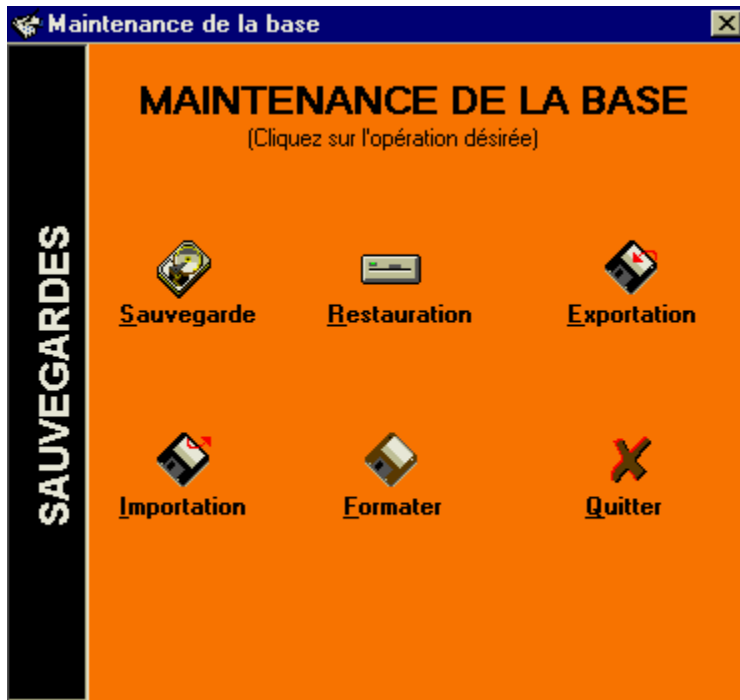 Maintenance de la base
SAUVEGARDES
MAINTENANCE DE LA BASE
(Cliquez sur l'opération désirée)
Sauvegarde
Restauration
Exportation
Importation
Formater
Quitter